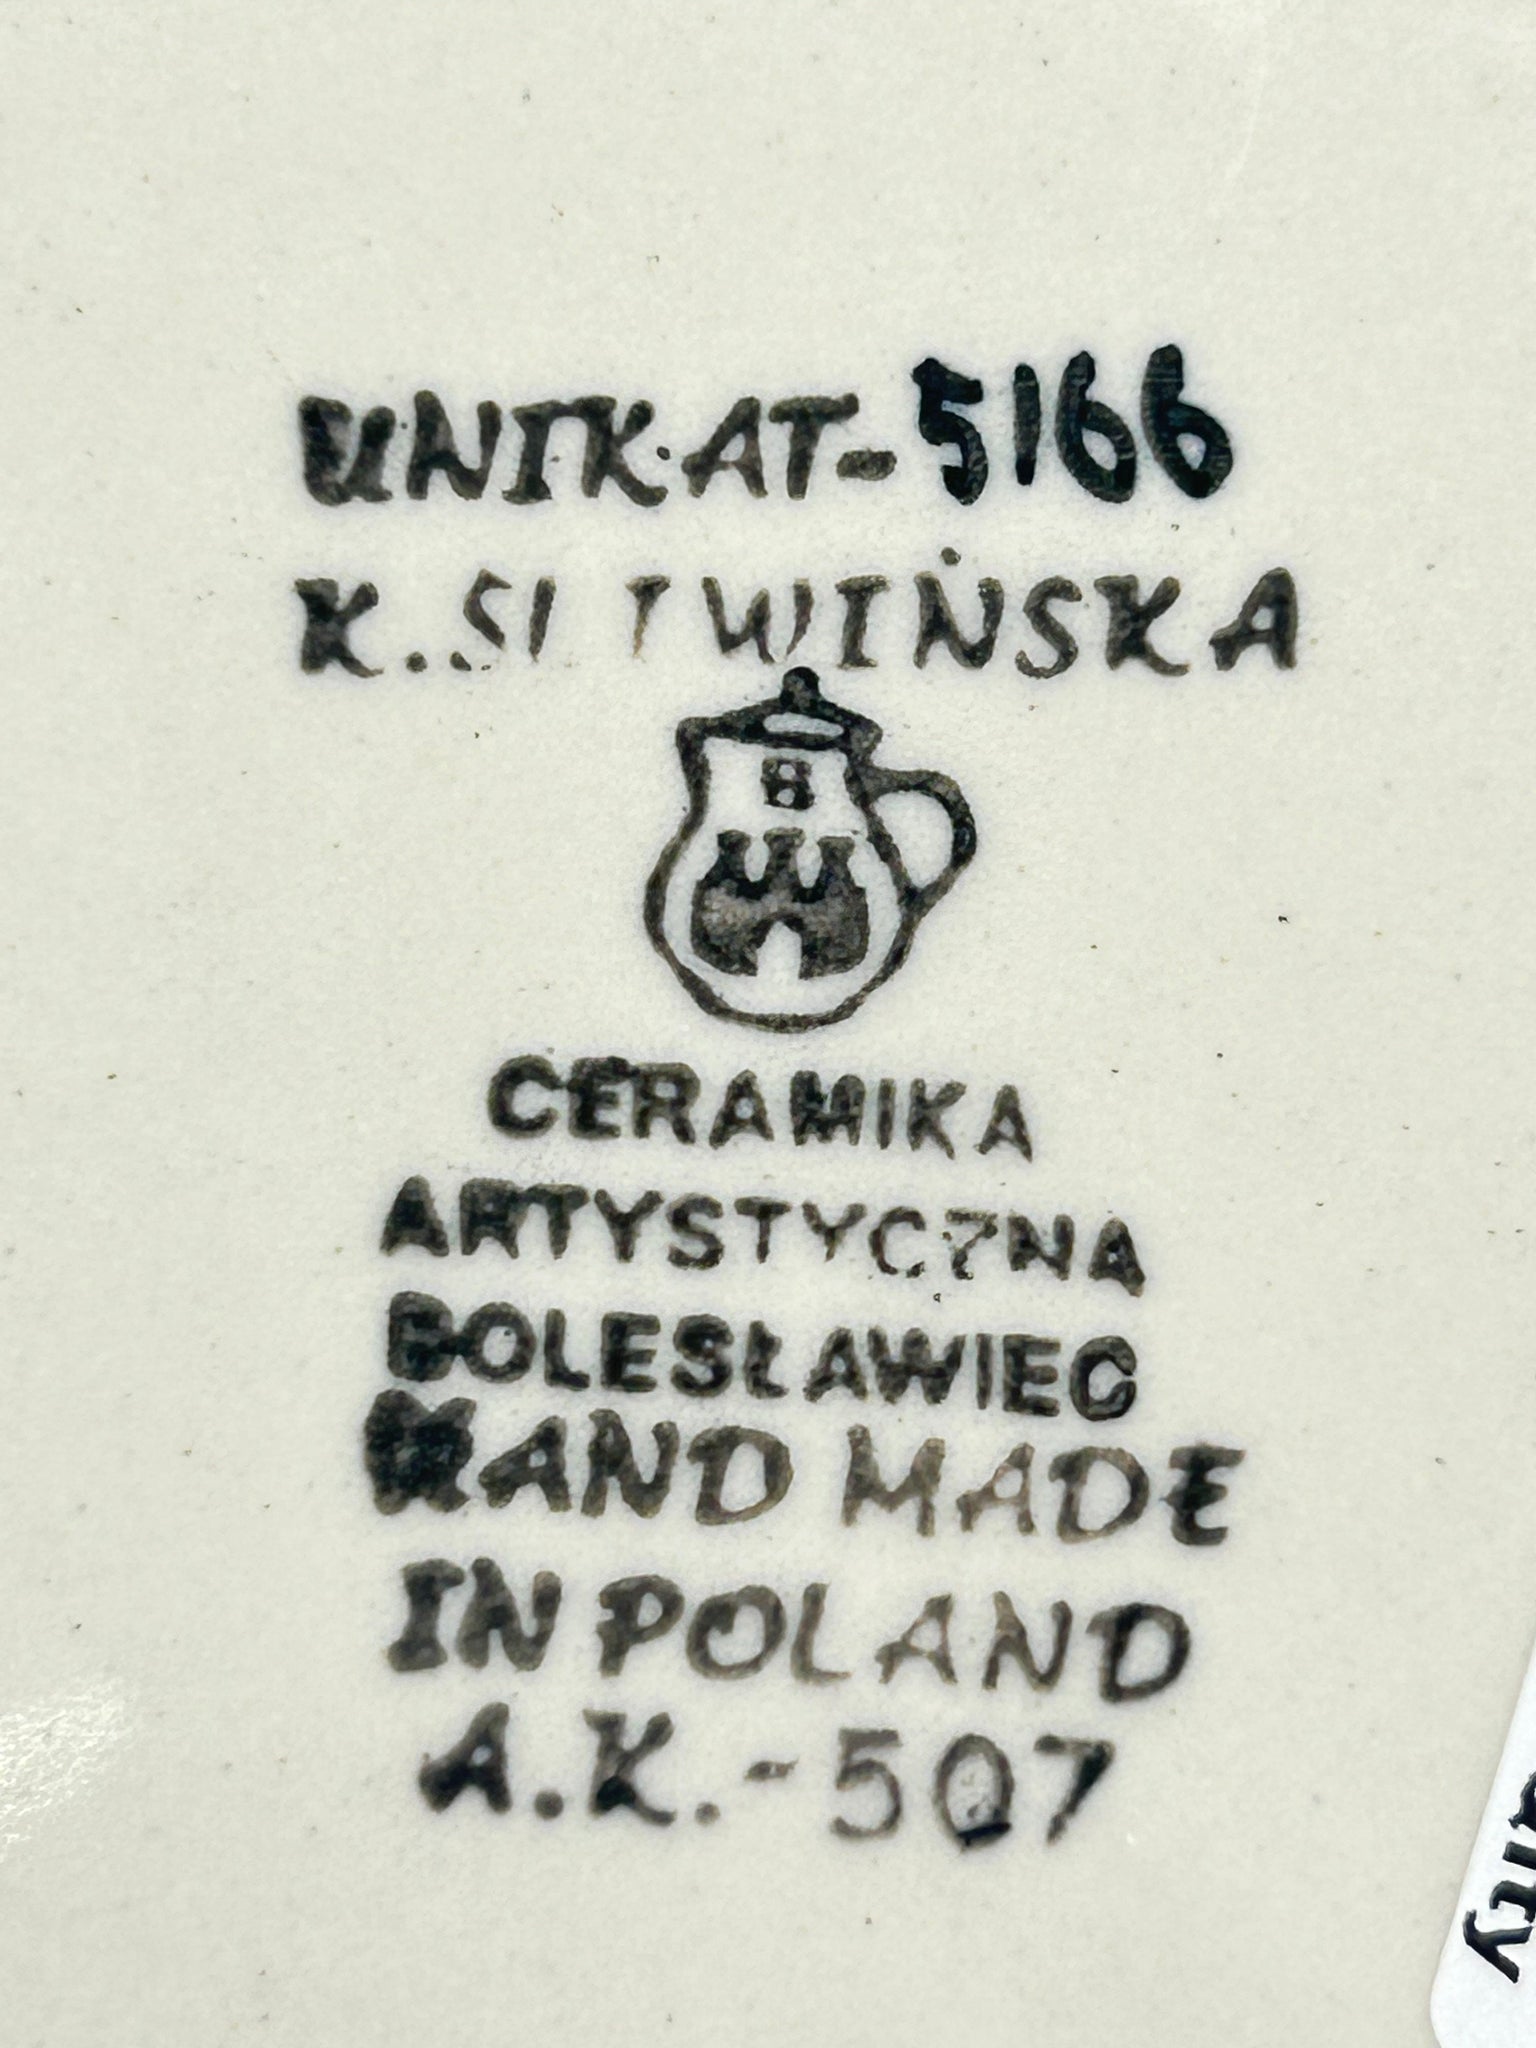 UNIKAT-5166
K.
B
CERAMIKA
ARTYSTYCZNA
BOLESŁAWIEC
HAND MADE
IN POLAND
A.K.-507